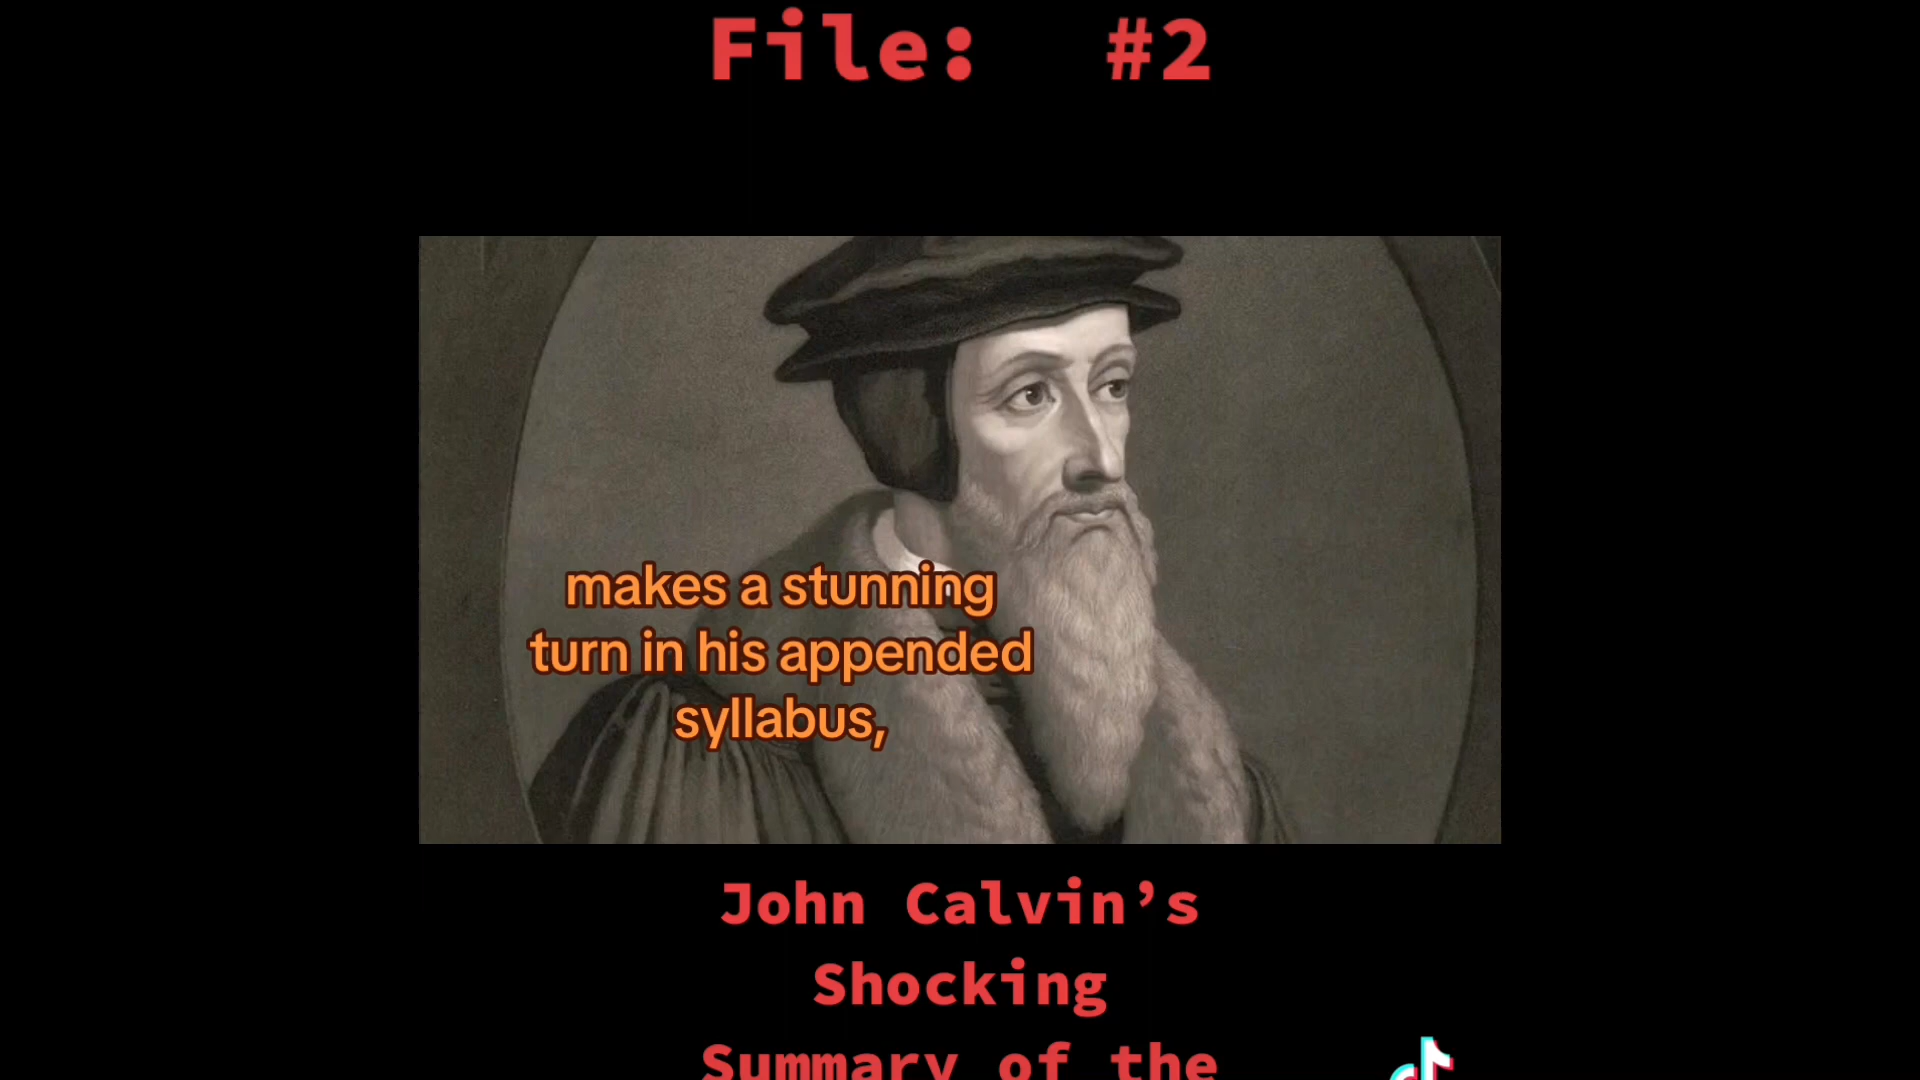 File: #2
makes a stunning
turn in his appended
syllabus,
John Calvin’s
Shocking
Summary of the